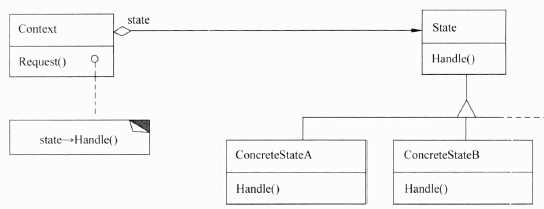 state
Context
Request()
state→Handle()
State
Handle()
ConcreteStateA
Handle()
ConcreteStateB
Handle()